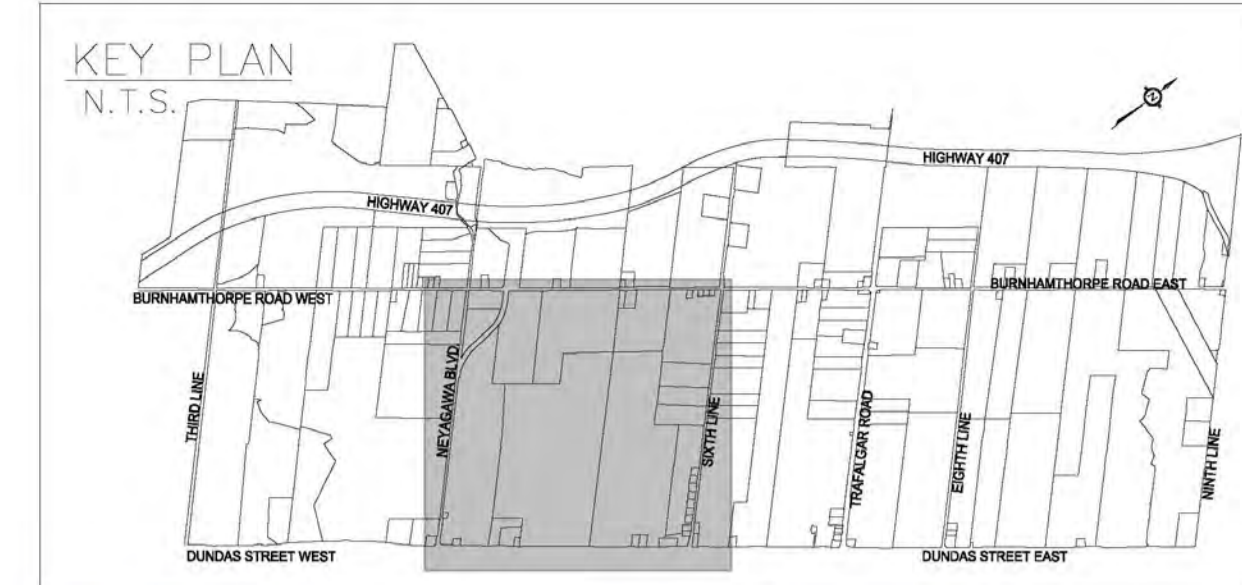 KEY PLAN
N.T.S.
Z
HIGHWAY 407
HIGHWAY 407
BURNHAMTHORPE ROAD WEST
BURNHAMTHORPE ROAD EAST
THIRD LINE
NEYAGAWA BLVD.
SIXTH LINE
TRAFALGAR ROAD
EIGHTH LINE
NINTH LINE
DUNDAS STREET WEST
DUNDAS STREET EAST